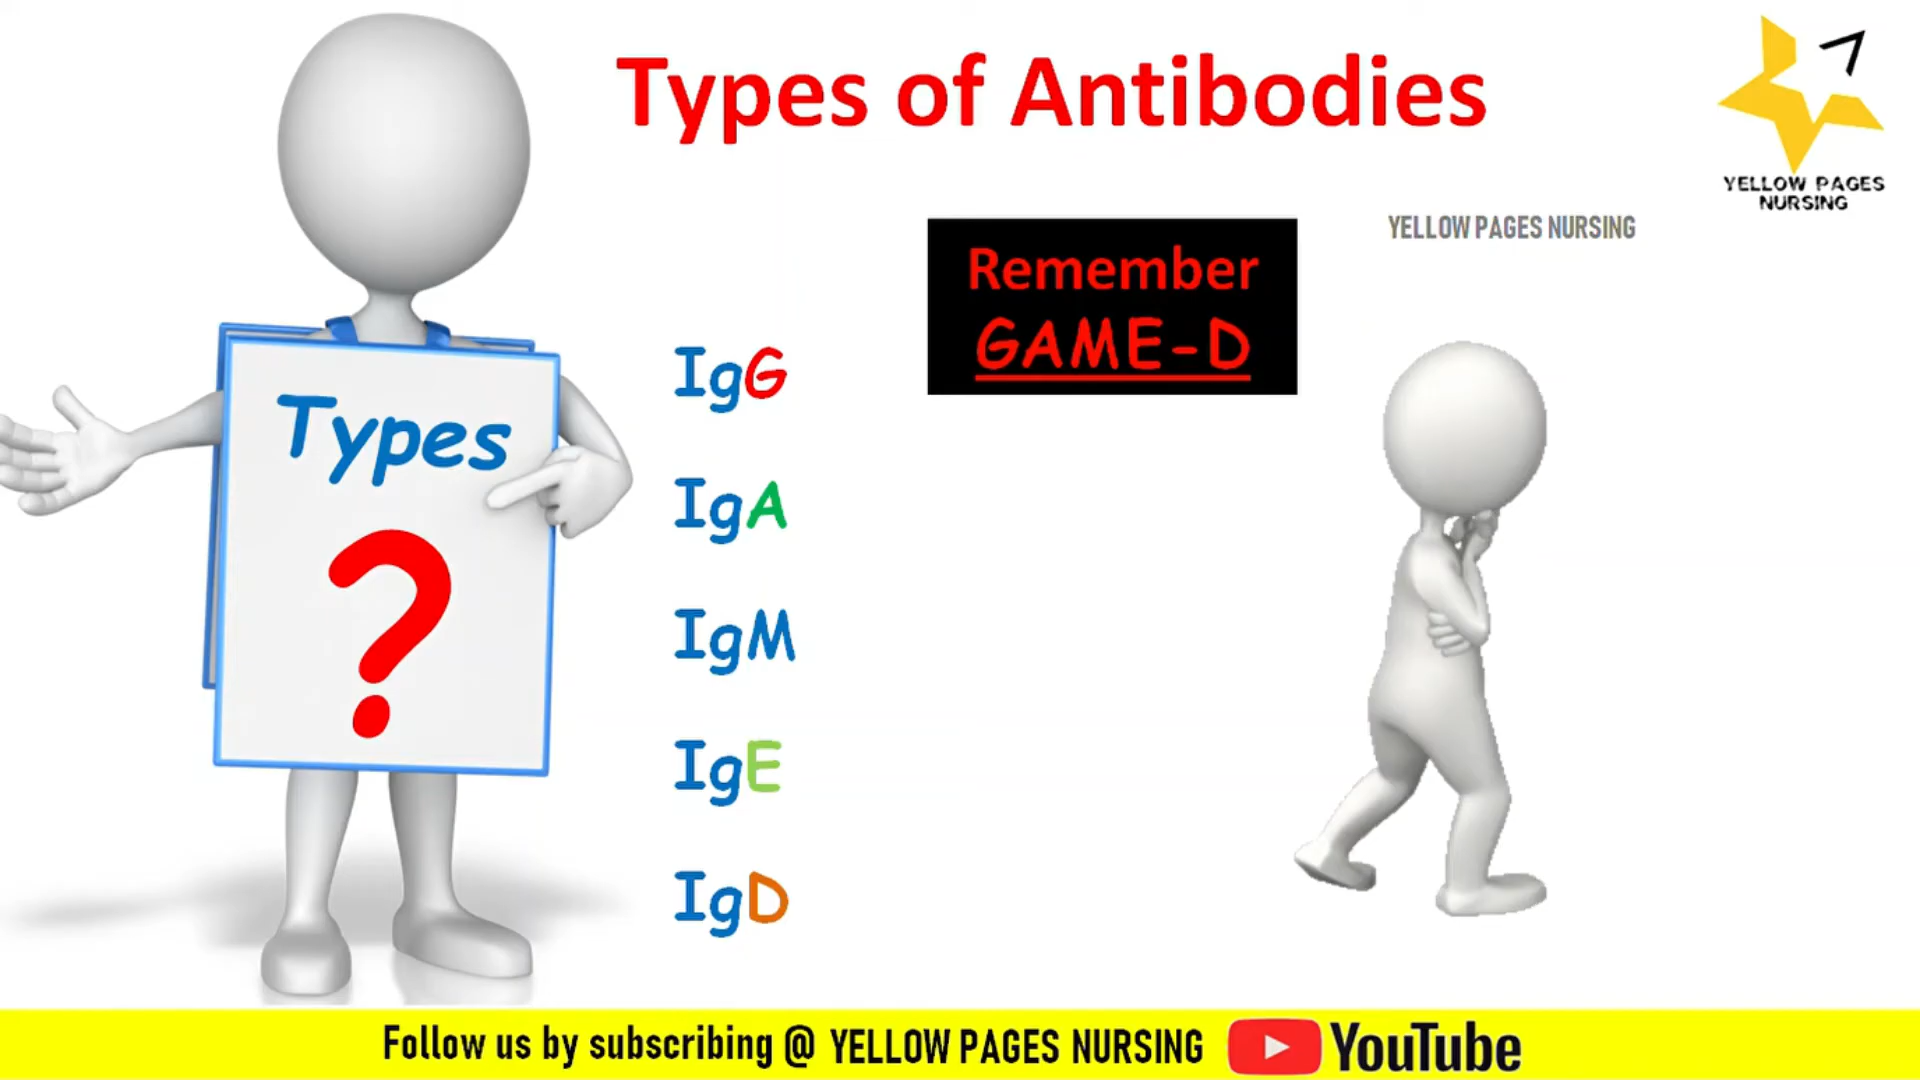 Types of Antibodies
YELLOW PAGES
NURSING
YELLOW PAGES NURSING
Remember
GAME-D
Types
?
IgG
IgA
IgM
IgE
IgD
Follow us by subscribing @ YELLOW PAGES NURSING YouTube